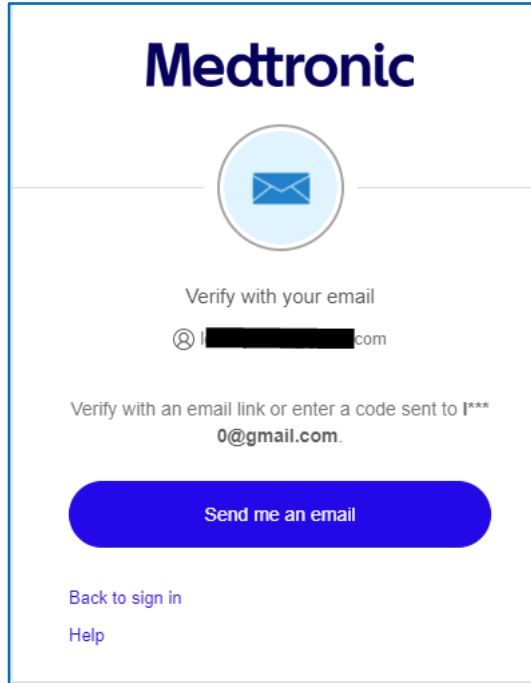 Medtronic
Verify with your email
l com
Verify with an email link or enter a code sent to l***
0@gmail.com.
Send me an email
Back to sign in
Help